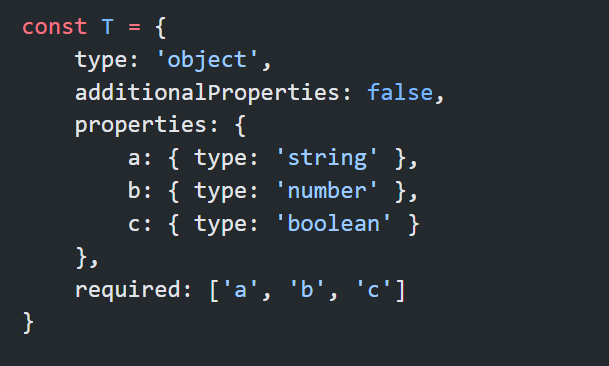 const T = {
    type: 'object',
    additionalProperties: false,
    properties: {
        a: { type: 'string' },
        b: { type: 'number' },
        c: { type: 'boolean' }
    },
    required: ['a', 'b', 'c']
}